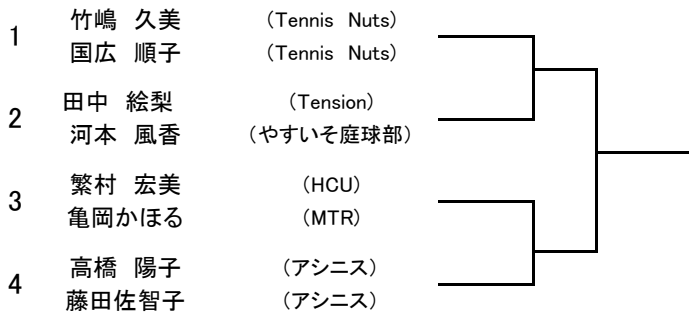 1 竹嶋 久美 (Tennis Nuts)
国広 順子 (Tennis Nuts)
2 田中 絵梨 (Tension)
河本 風香 (やすいそ庭球部)
3 繁村 宏美 (HCU)
亀岡かほる (MTR)
4 高橋 陽子 (アシニス)
藤田佐智子 (アシニス)